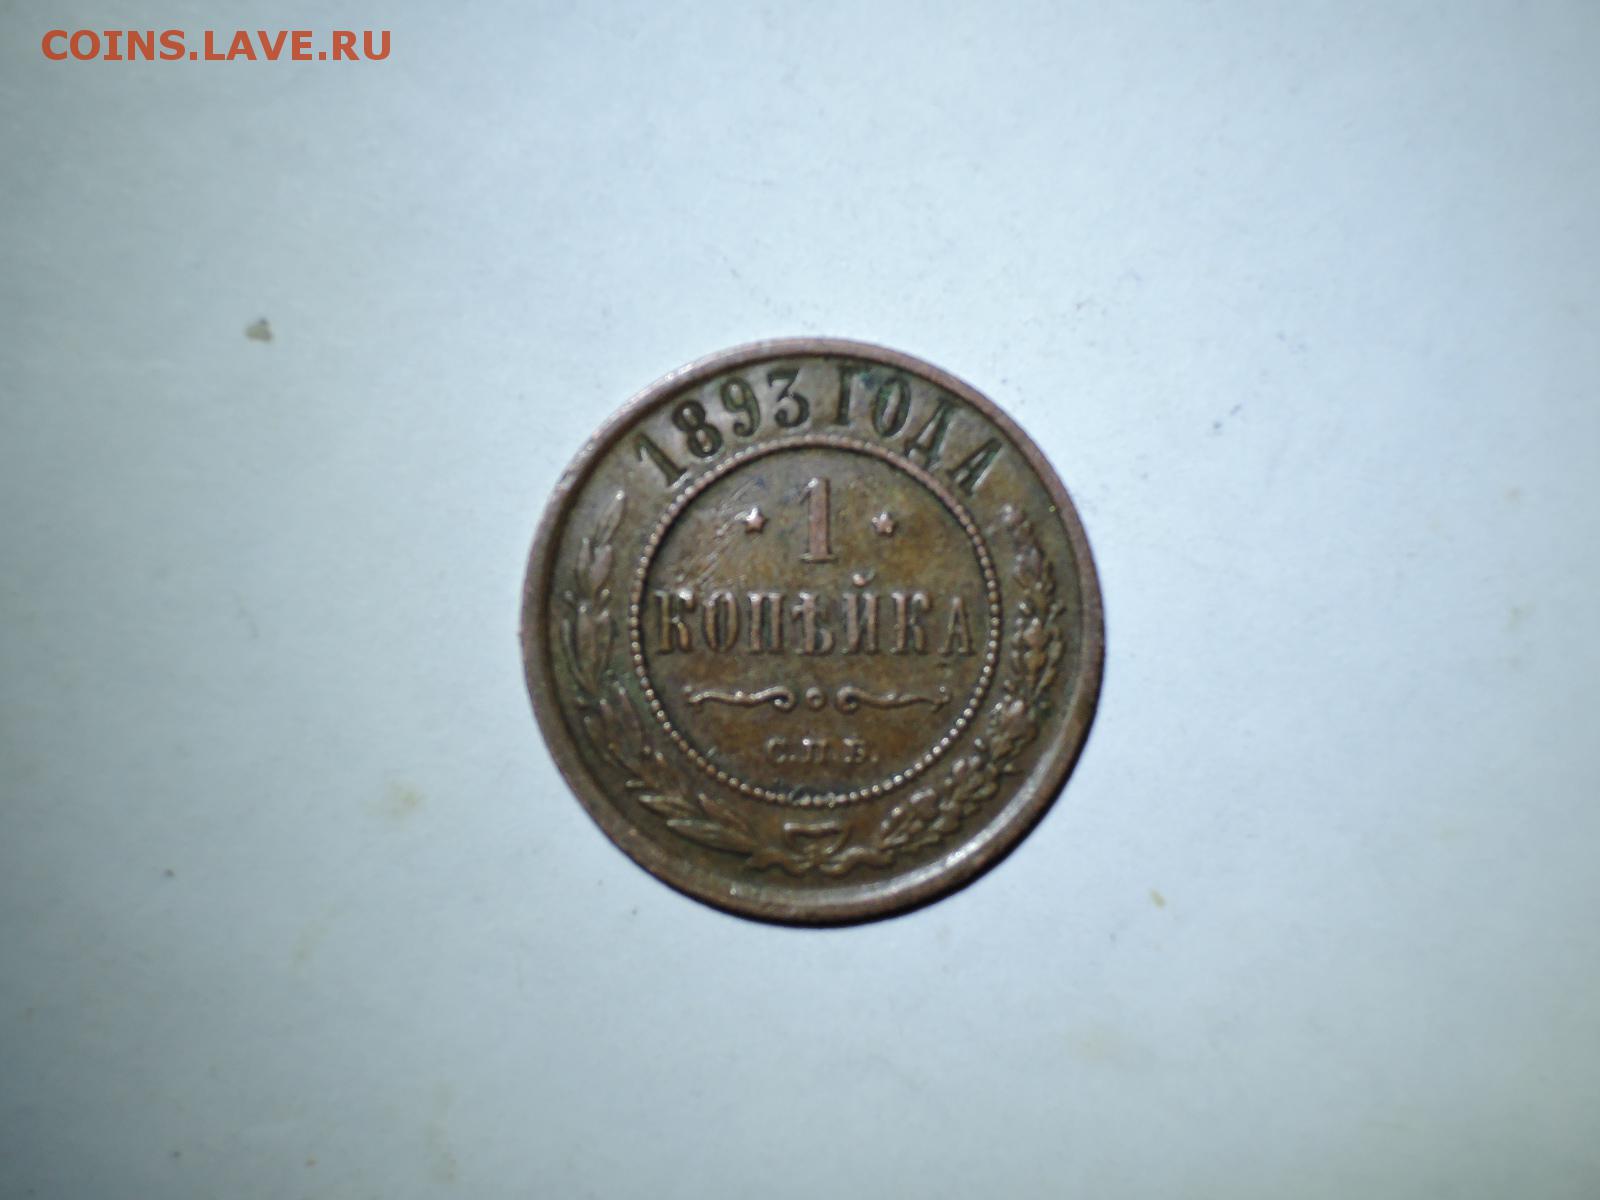 COINS.LAVE.RU
1893 ГОДА
1
КОПѢЙКА
С.П.Б.